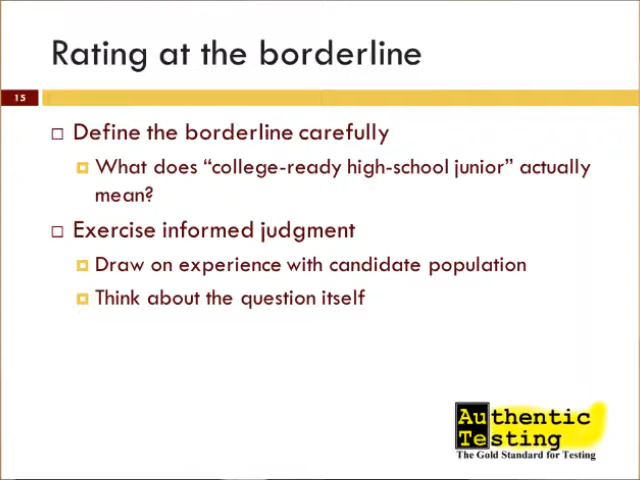 Rating at the borderline
15
Define the borderline carefully
What does “college-ready high-school junior” actually
mean?
Exercise informed judgment
Draw on experience with candidate population
Think about the question itself
Authentic
Testing
The Gold Standard for Testing